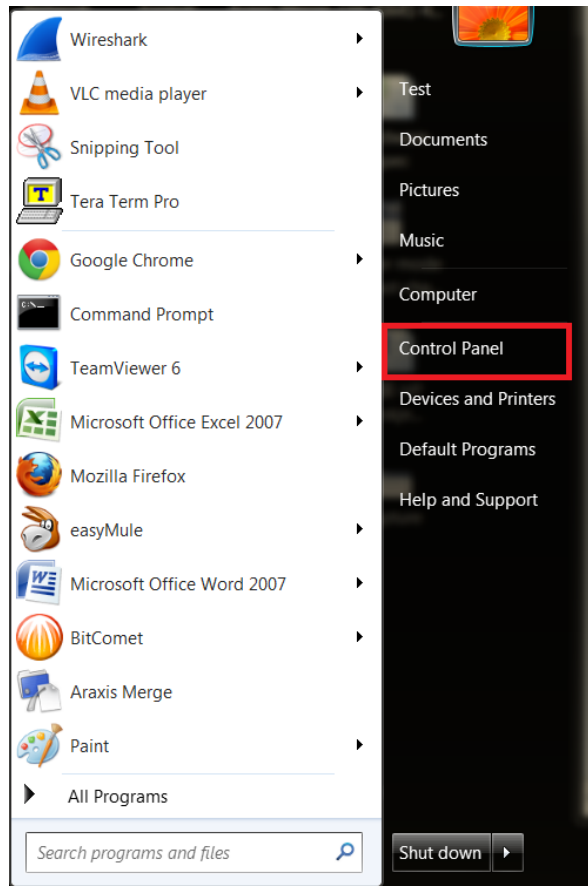 Wireshark
VLC media player
Snipping Tool
Tera Term Pro
Google Chrome
Command Prompt
TeamViewer 6
Microsoft Office Excel 2007
Mozilla Firefox
easyMule
Microsoft Office Word 2007
BitComet
Araxis Merge
Paint
All Programs
Search programs and files
Test
Documents
Pictures
Music
Computer
Control Panel
Devices and Printers
Default Programs
Help and Support
Shut down